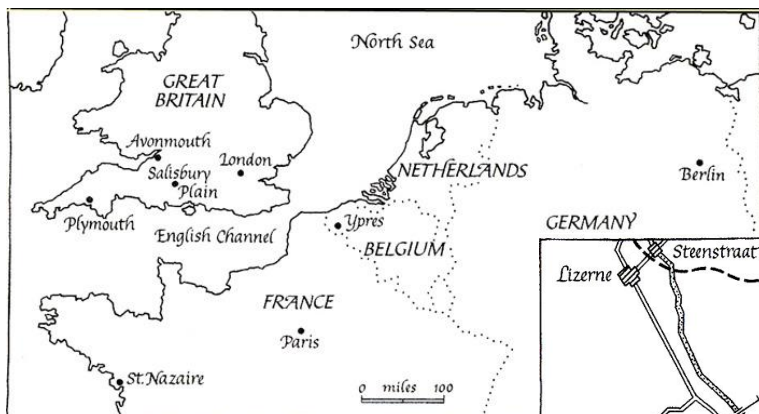 North Sea
GREAT
BRITAIN
Avonmouth
London
Salisbury
Plain
Plymouth
English Channel
NETHERLANDS
Berlin
Ypres
GERMANY
BELGIUM
Steenstraat
Lizerne
FRANCE
Paris
St. Nazaire
0 miles 100